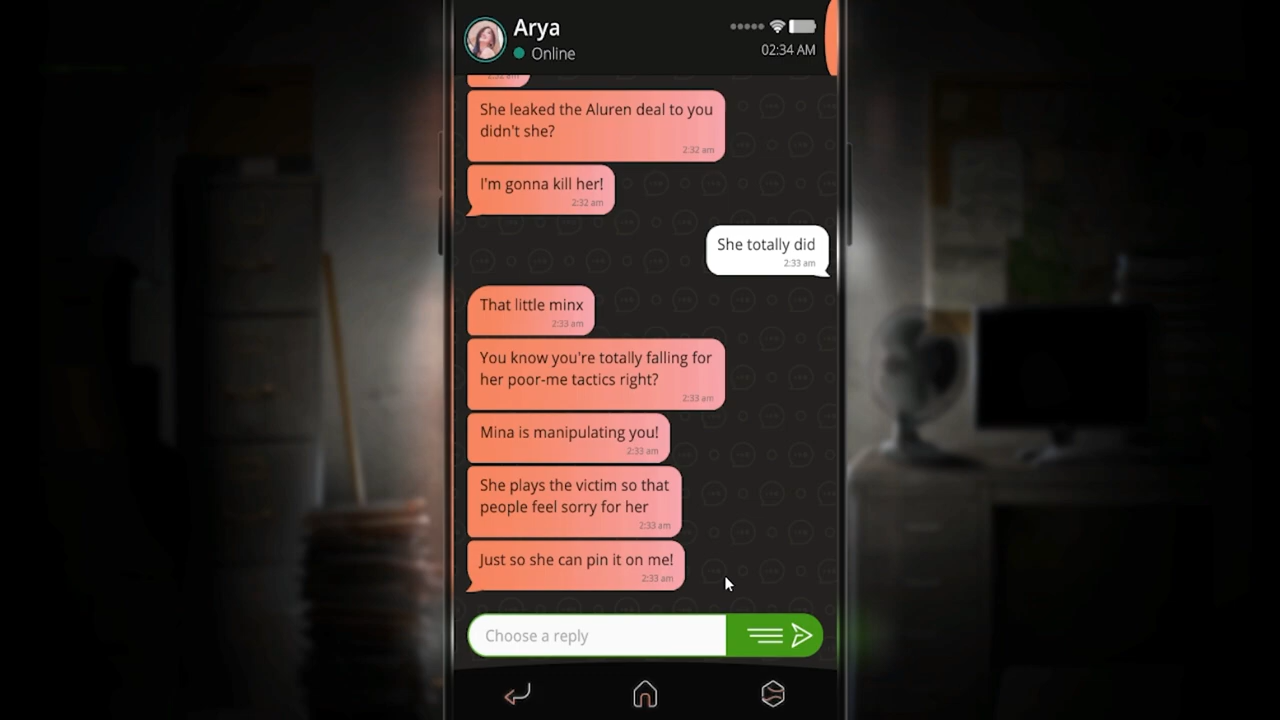 Arya
Online
02:34 AM
2:32 am
She leaked the Aluren deal to you
didn't she?
2:32 am
I'm gonna kill her!
2:32 am
She totally did
2:33 am
That little minx
2:33 am
You know you're totally falling for
her poor-me tactics right?
2:33 am
Mina is manipulating you!
2:33 am
She plays the victim so that
people feel sorry for her
2:33 am
Just so she can pin it on me!
2:33 am
Choose a reply